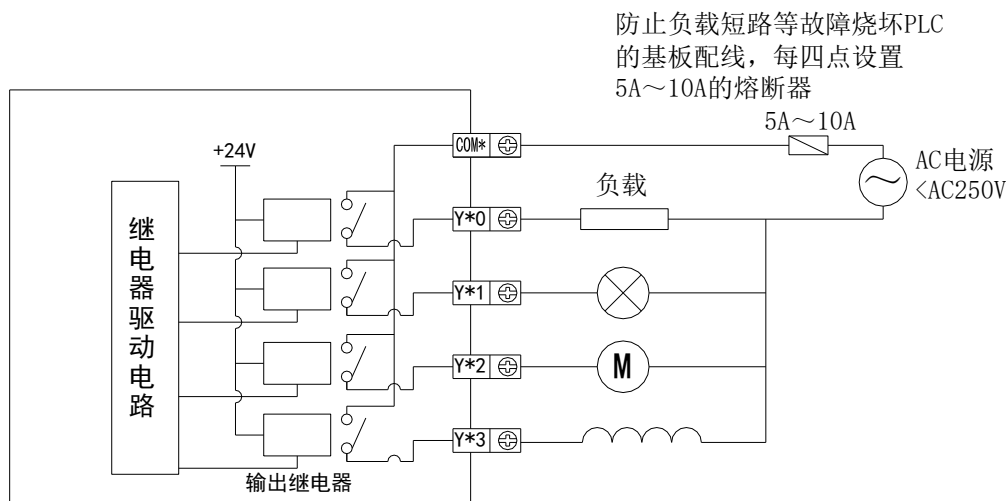 防止负载短路等故障烧坏PLC
的基板配线，每四点设置
5A～10A的熔断器
5A～10A
COM*
+24V
AC电源
<AC250V
负载
Y*0
继电器驱动电路
Y*1
Y*2
M
Y*3
输出继电器